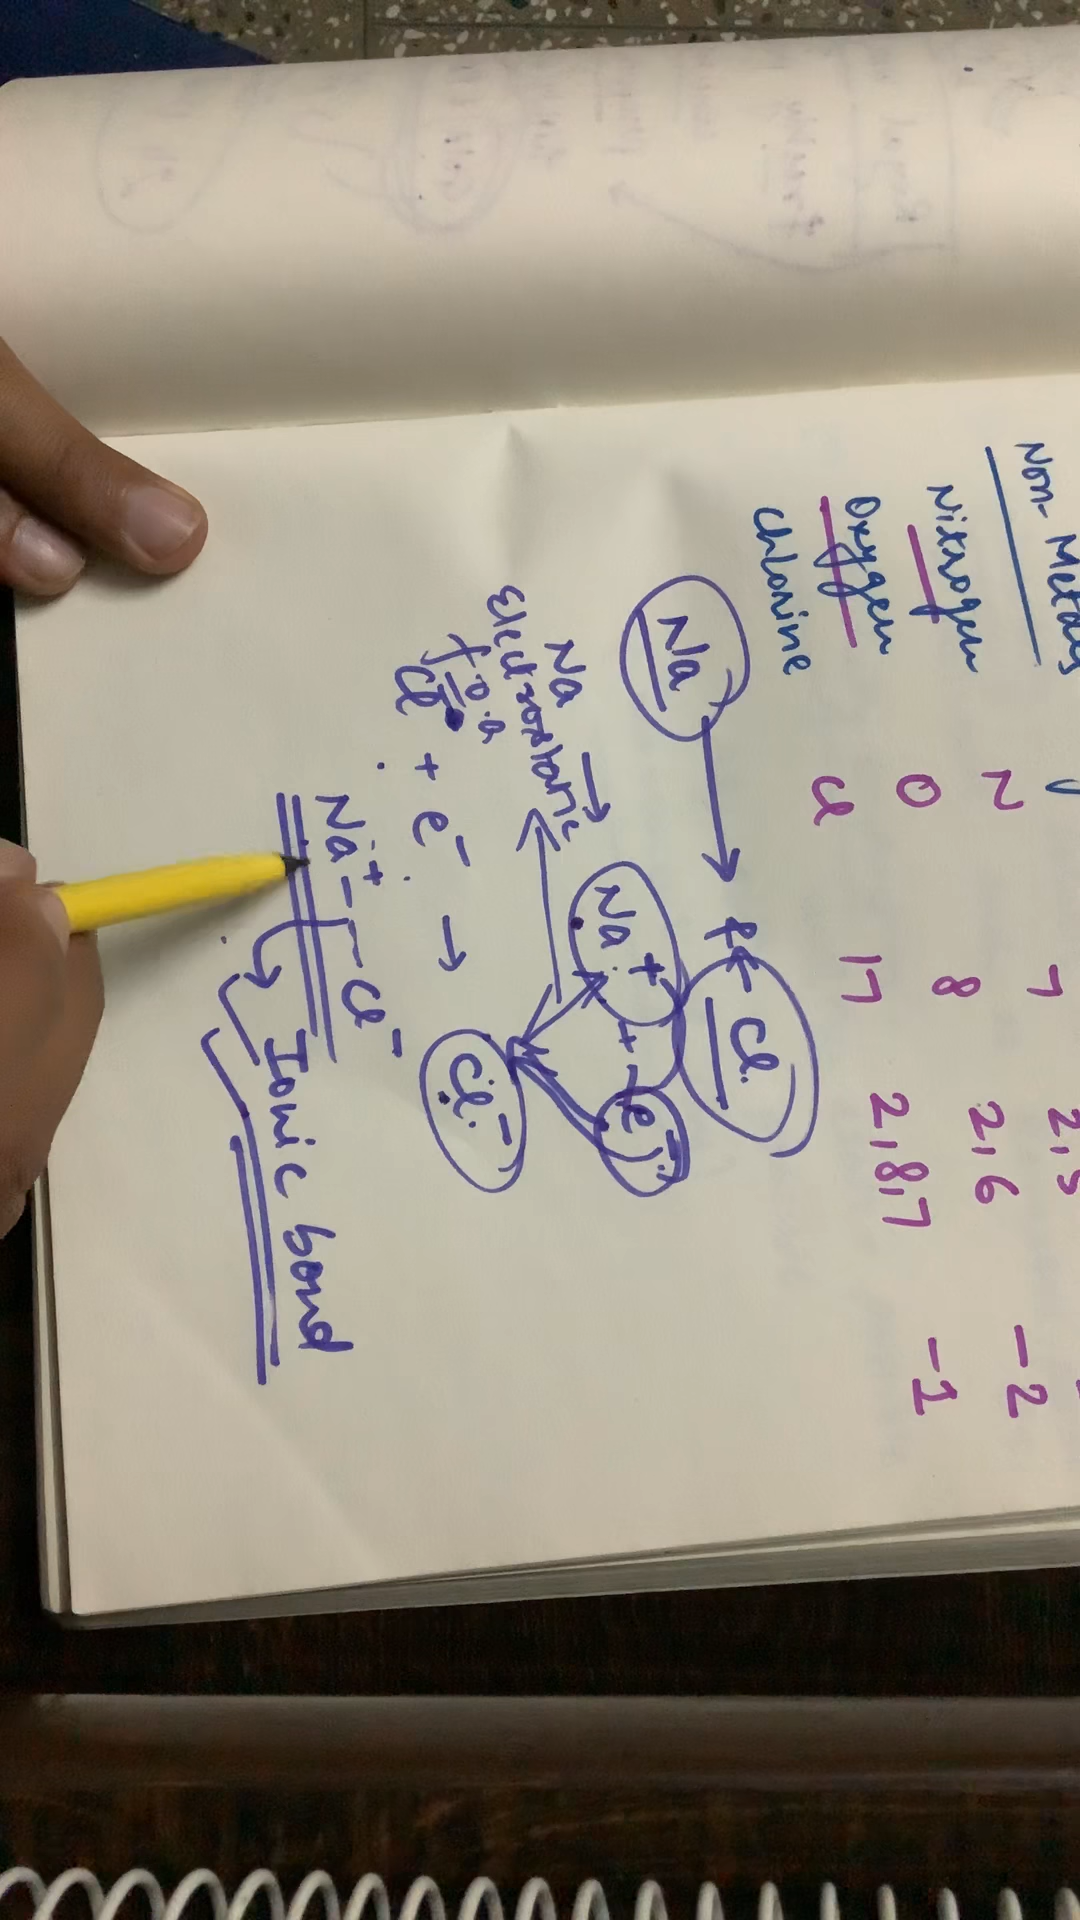 Non-Metals
Nitrogen N 7 2,5
Oxygen O 8 2,6 -2
Chlorine Cl 17 2,8,7 -1
Na → Cl
Na → Na+ + e-
Electrostatic
f.o.a
Cl + e- → Cl-
Na+ - - Cl-
Ionic bond